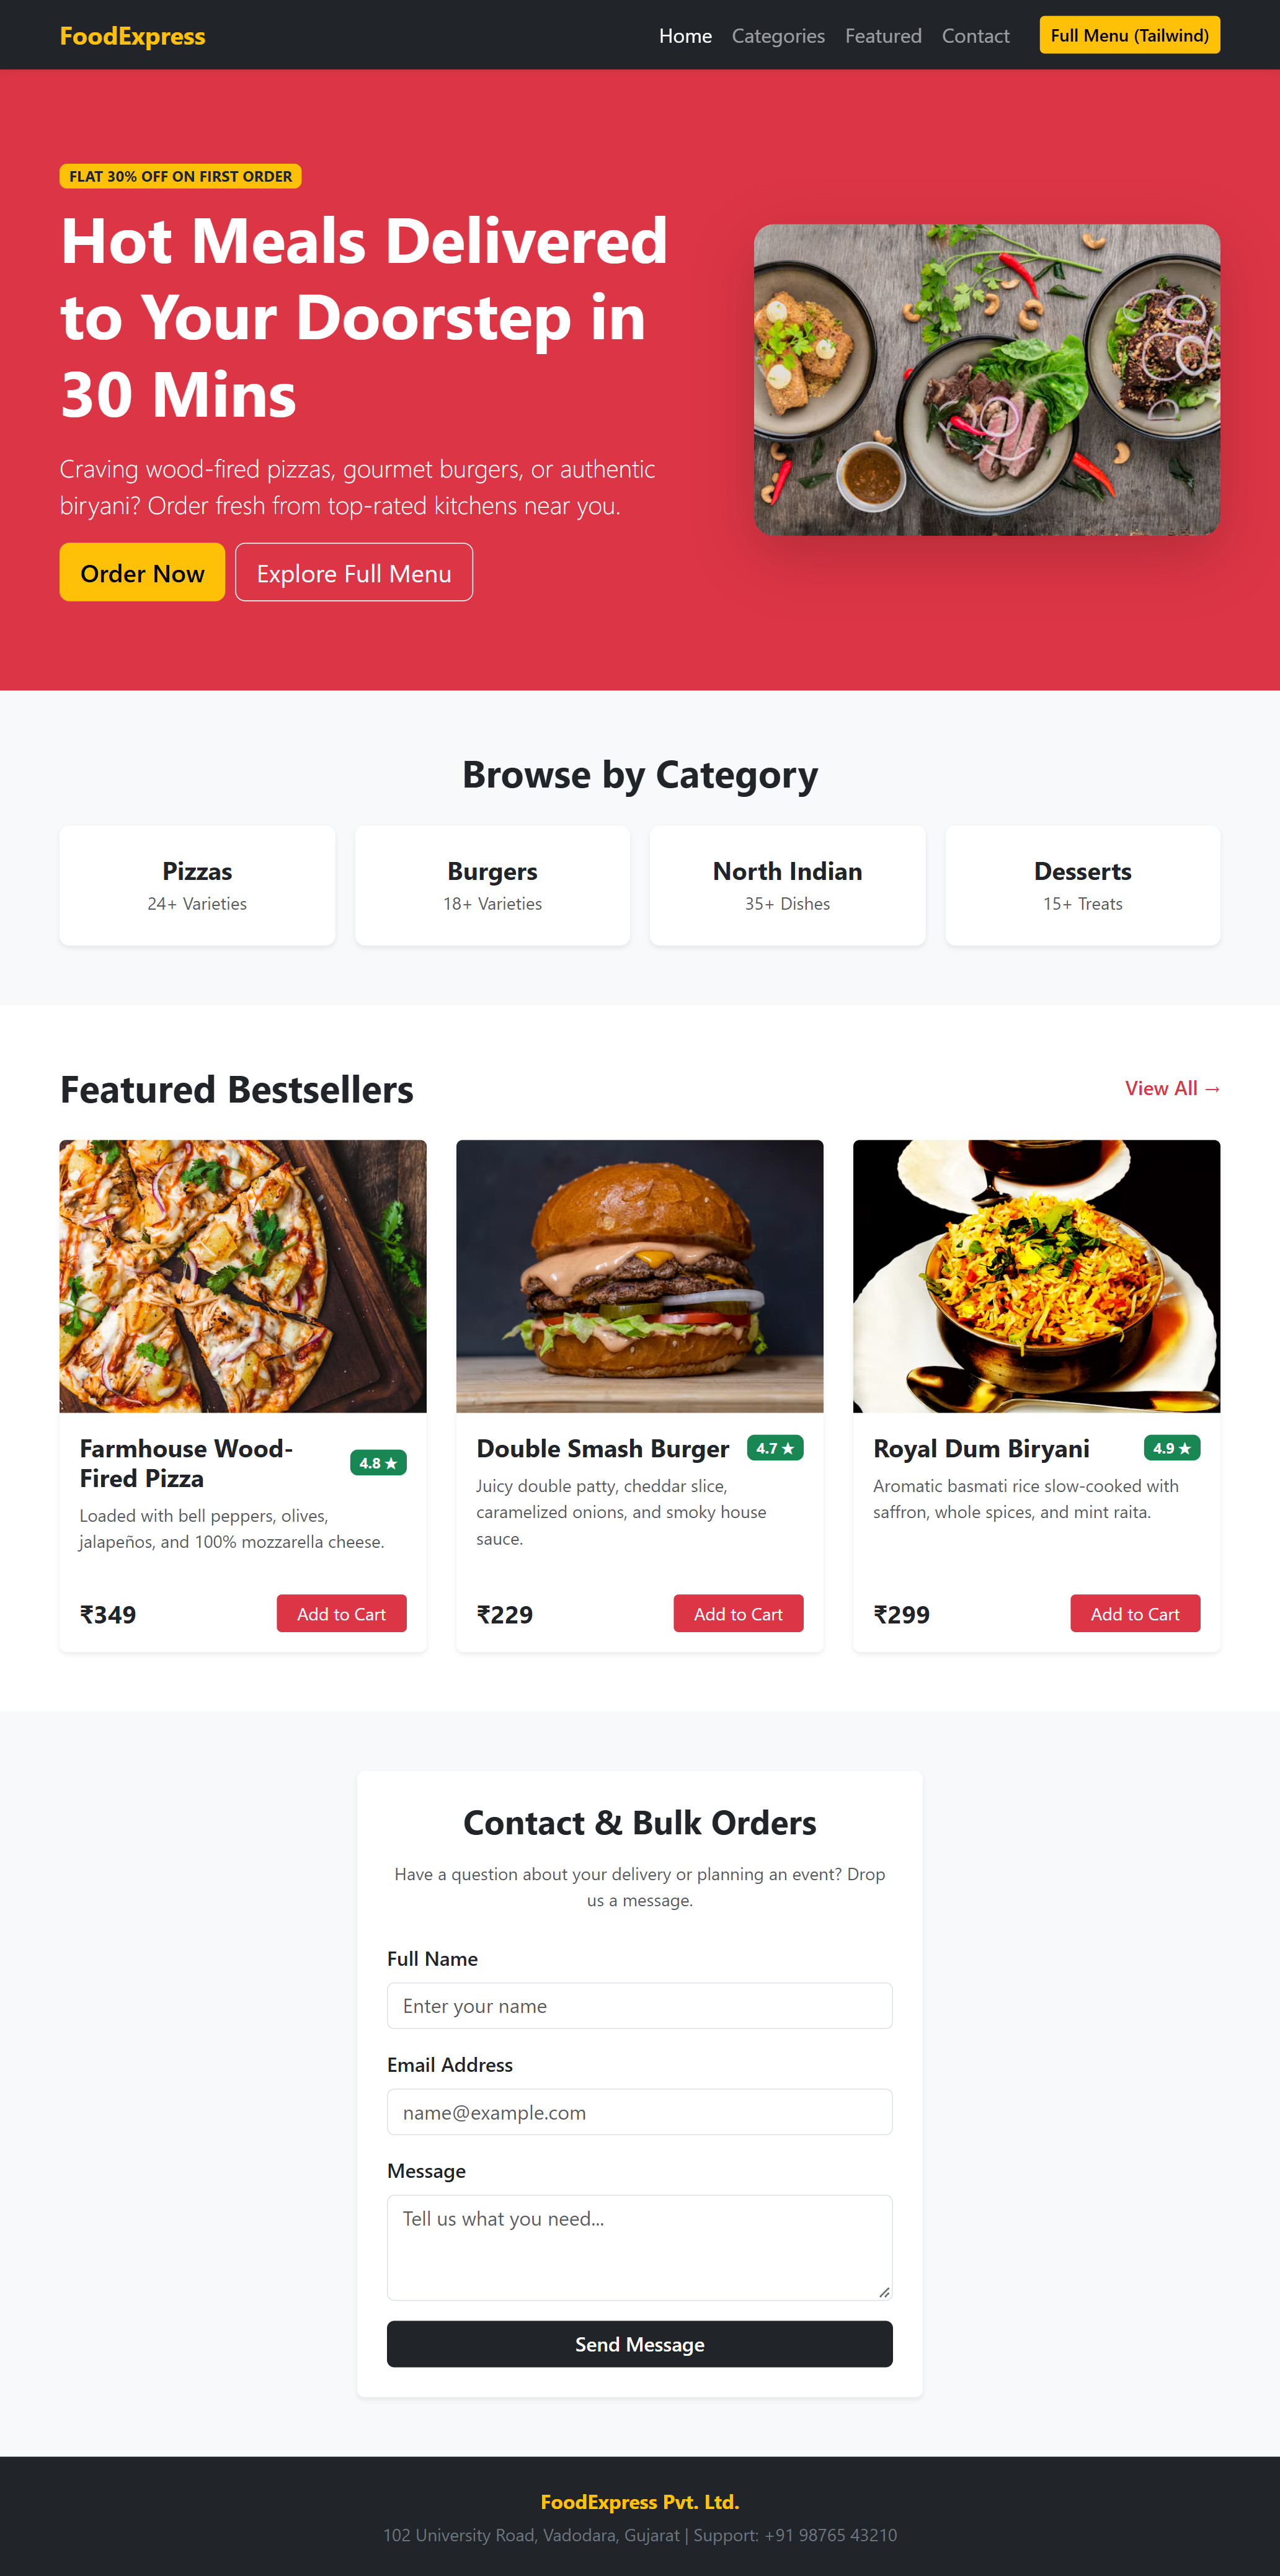 FoodExpress
Home Categories Featured Contact Full Menu (Tailwind)
FLAT 30% OFF ON FIRST ORDER
Hot Meals Delivered
to Your Doorstep in
30 Mins
Craving wood-fired pizzas, gourmet burgers, or authentic
biryani? Order fresh from top-rated kitchens near you.
Order Now Explore Full Menu
Browse by Category
Pizzas
24+ Varieties
Burgers
18+ Varieties
North Indian
35+ Dishes
Desserts
15+ Treats
Featured Bestsellers
View All →
Farmhouse Wood-
Fired Pizza
4.8 ★
Loaded with bell peppers, olives,
jalapeños, and 100% mozzarella cheese.
₹349 Add to Cart
Double Smash Burger 4.7 ★
Juicy double patty, cheddar slice,
caramelized onions, and smoky house
sauce.
₹229 Add to Cart
Royal Dum Biryani 4.9 ★
Aromatic basmati rice slow-cooked with
saffron, whole spices, and mint raita.
₹299 Add to Cart
Contact & Bulk Orders
Have a question about your delivery or planning an event? Drop
us a message.
Full Name
Enter your name
Email Address
name@example.com
Message
Tell us what you need...
Send Message
FoodExpress Pvt. Ltd.
102 University Road, Vadodara, Gujarat | Support: +91 98765 43210